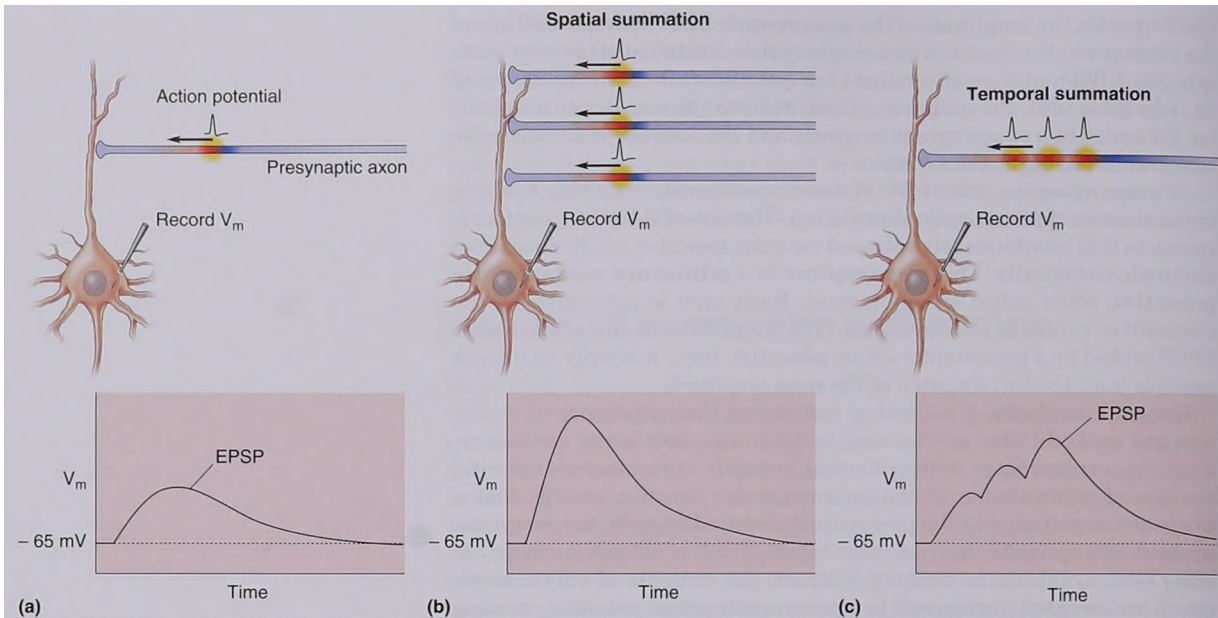 Spatial summation
Action potential
Presynaptic axon
Record Vm
EPSP
Vm
– 65 mV
Time
(a)
Record Vm
Vm
– 65 mV
Time
(b)
Temporal summation
Record Vm
EPSP
Vm
– 65 mV
Time
(c)